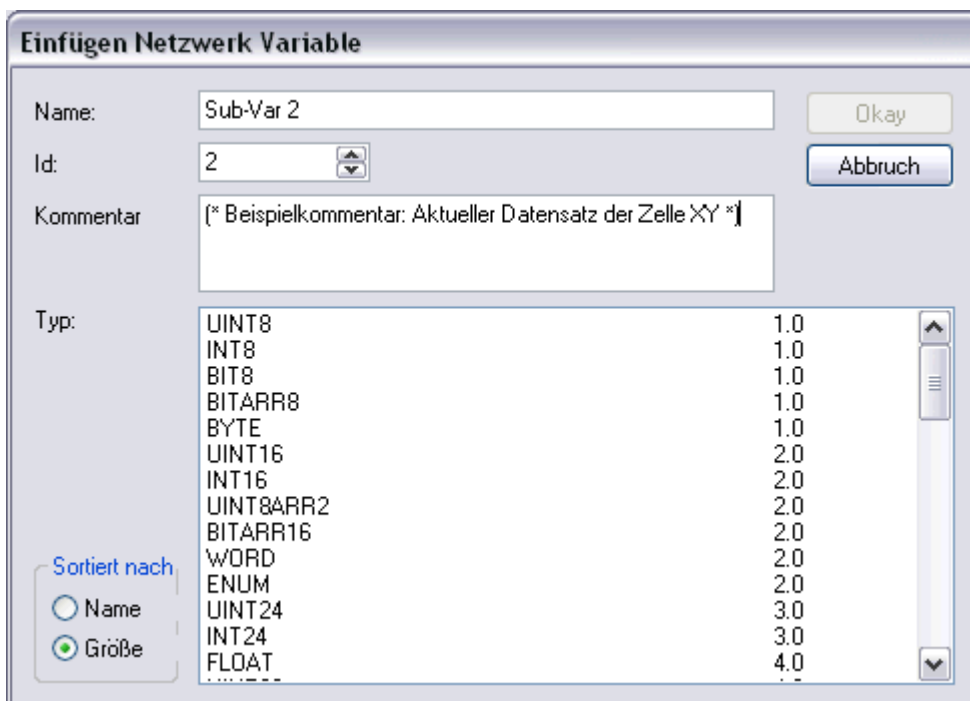 Einfügen Netzwerk Variable
Name: Sub-Var 2 Okay
Id: 2 Abbruch
Kommentar (* Beispielkommentar: Aktueller Datensatz der Zelle XY *)
Typ: UINT8 1.0
INT8 1.0
BIT8 1.0
BITARR8 1.0
BYTE 1.0
UINT16 2.0
INT16 2.0
UINT8ARR2 2.0
BITARR16 2.0
WORD 2.0
ENUM 2.0
UINT24 3.0
INT24 3.0
FLOAT 4.0
Sortiert nach
Name
Größe